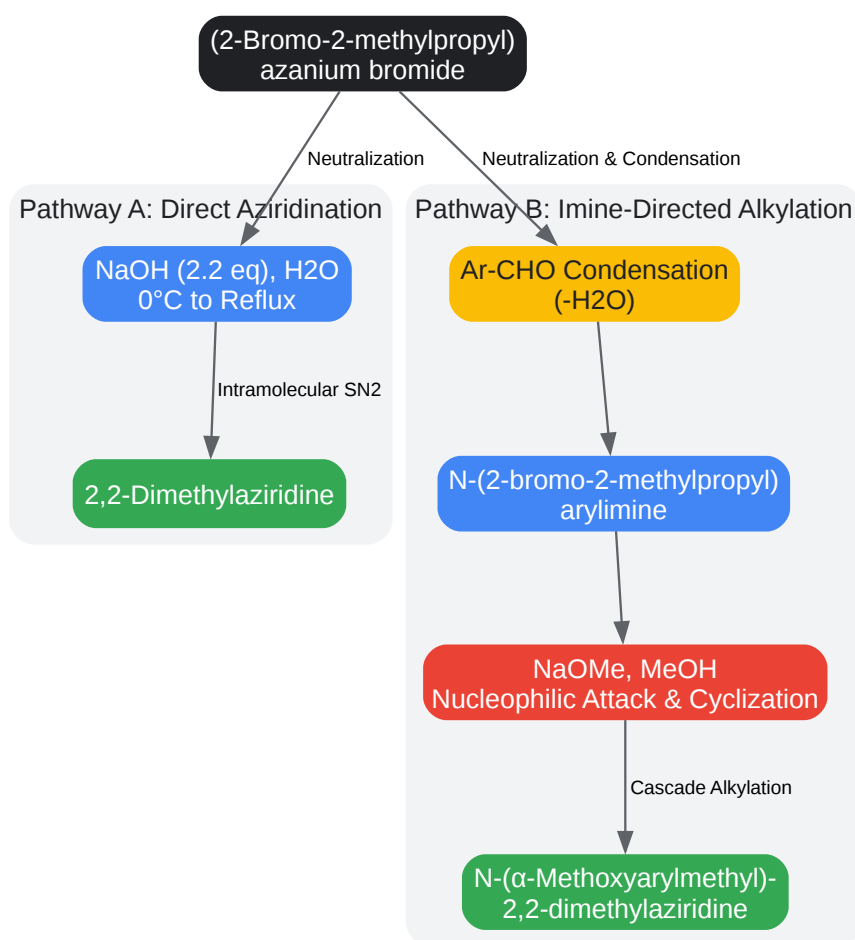 (2-Bromo-2-methylpropyl)
azanium bromide
Neutralization
Neutralization & Condensation
Pathway A: Direct Aziridination
NaOH (2.2 eq), H2O
0°C to Reflux
Intramolecular SN2
2,2-Dimethylaziridine
Pathway B: Imine-Directed Alkylation
Ar-CHO Condensation
(-H2O)
N-(2-bromo-2-methylpropyl)
arylimine
NaOMe, MeOH
Nucleophilic Attack & Cyclization
Cascade Alkylation
N-(α-Methoxyarylmethyl)-
2,2-dimethylaziridine